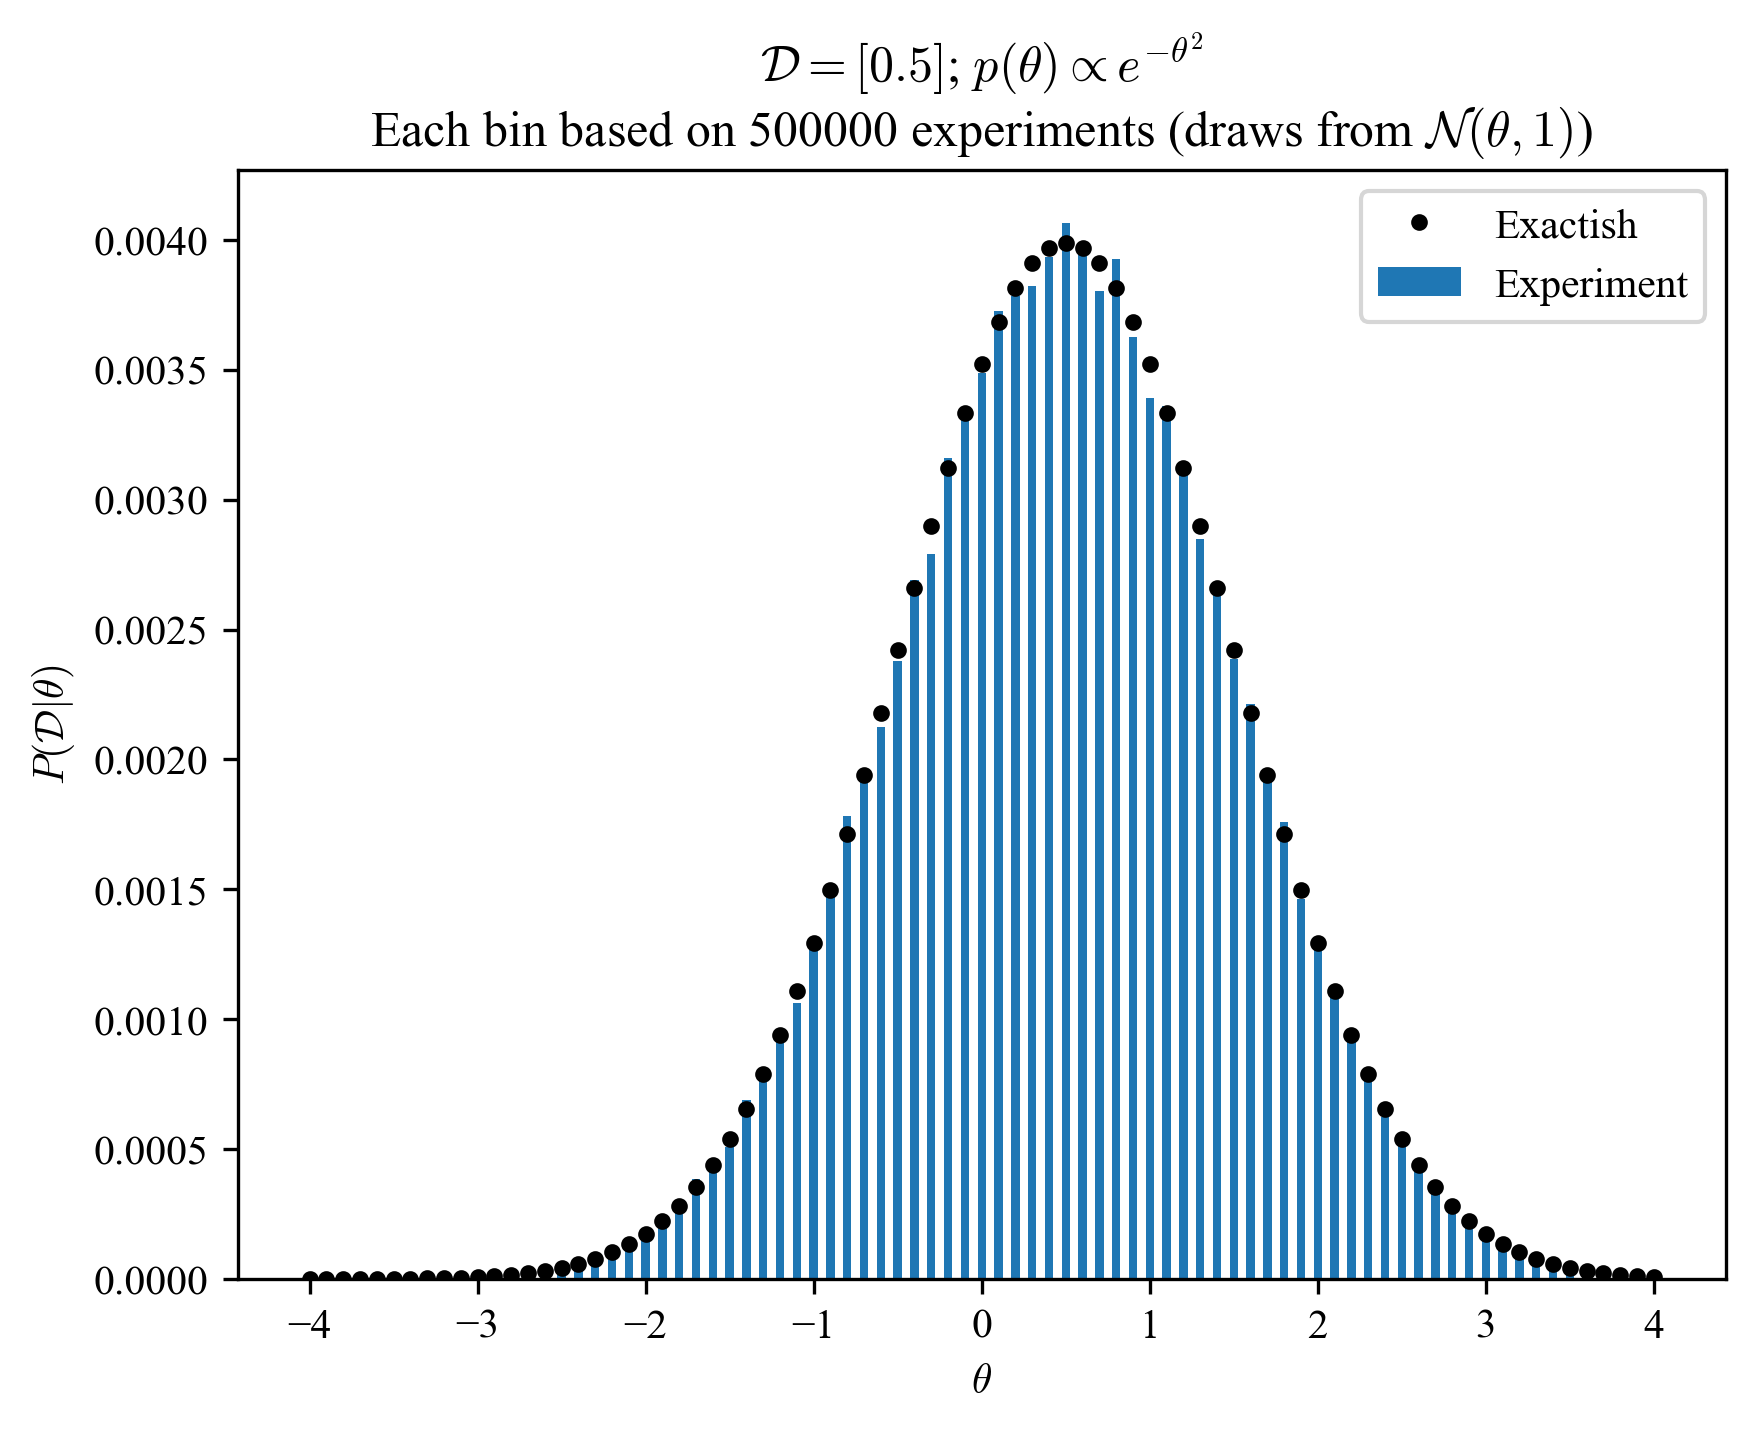 𝒟 = [0.5]; p(θ) ∝ e^{−θ²}
Each bin based on 500000 experiments (draws from 𝒩(θ, 1))
Exactish
Experiment
P(𝒟|θ)
0.0040
0.0035
0.0030
0.0025
0.0020
0.0015
0.0010
0.0005
0.0000
−4 −3 −2 −1 0 1 2 3 4
θ